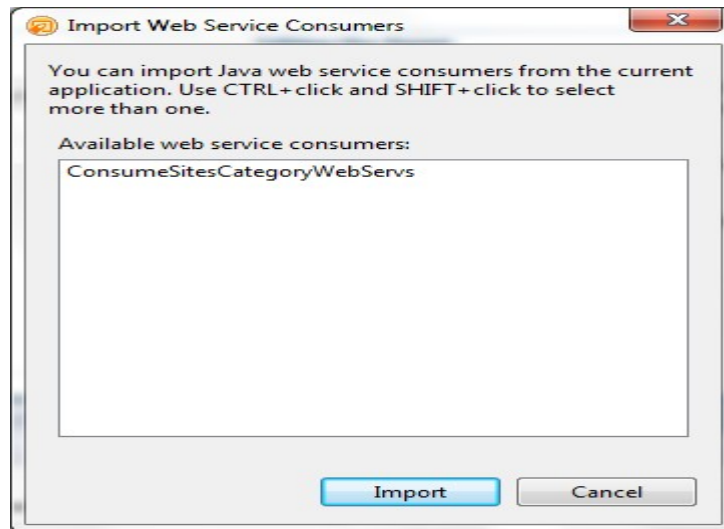 Import Web Service Consumers
You can import Java web service consumers from the current
application. Use CTRL+click and SHIFT+click to select
more than one.
Available web service consumers:
ConsumeSitesCategoryWebServs
Import
Cancel